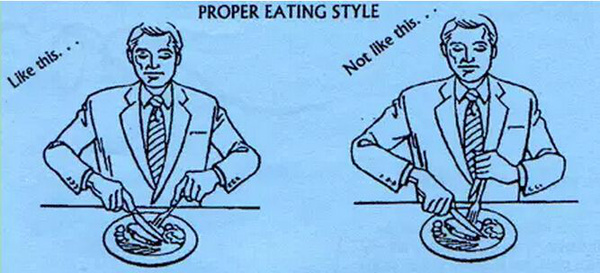 PROPER EATING STYLE
Like this. . .
Not like this. . .